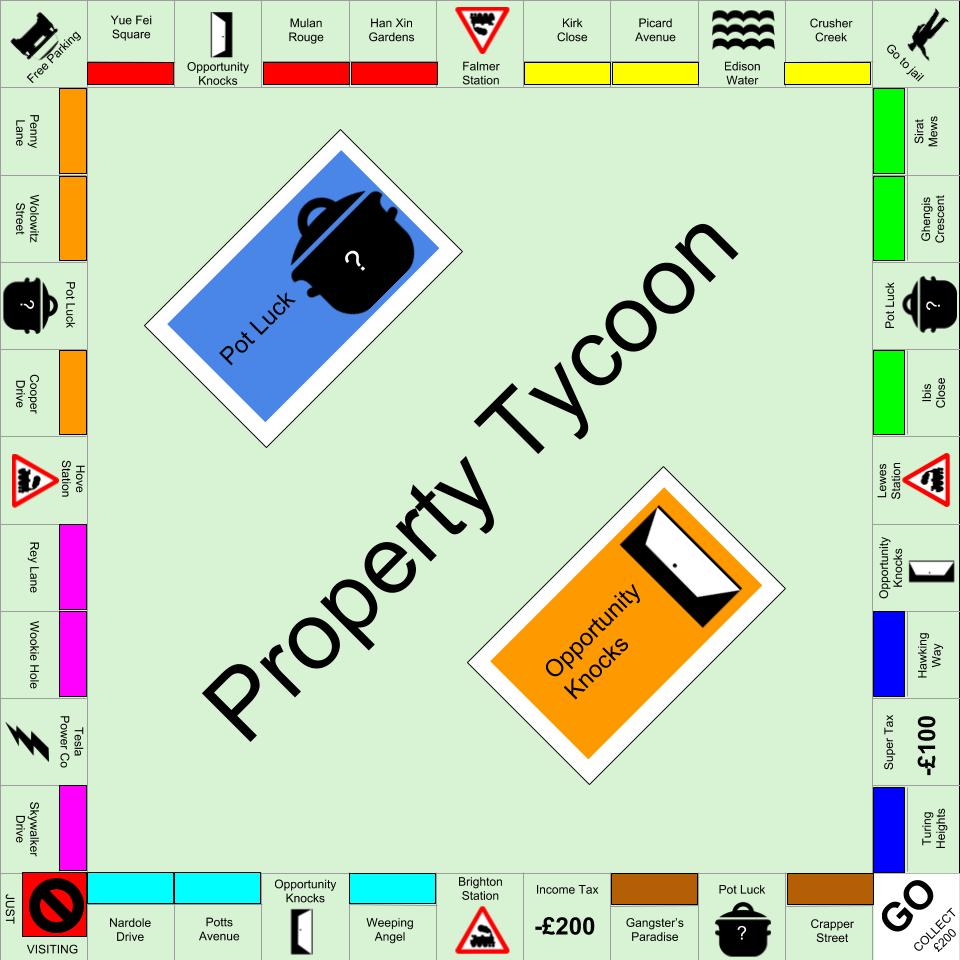 Free Parking
Yue Fei
Square
Opportunity
Knocks
Mulan
Rouge
Han Xin
Gardens
Falmer
Station
Kirk
Close
Picard
Avenue
Edison
Water
Crusher
Creek
Go to jail
Penny
Lane
Wolowitz
Street
?
Pot Luck
Cooper
Drive
Hove
Station
Rey Lane
Wookie Hole
Tesla
Power Co
Skywalker
Drive
Pot Luck
?
Property Tycoon
Opportunity
Knocks
Sirat
Mews
Ghengis
Crescent
Pot Luck
?
Ibis
Close
Lewes
Station
Opportunity
Knocks
Hawking
Way
Super Tax
-£100
Turing
Heights
JUST
VISITING
Nardole
Drive
Potts
Avenue
Opportunity
Knocks
Weeping
Angel
Brighton
Station
Income Tax
-£200
Gangster's
Paradise
Pot Luck
?
Crapper
Street
GO
COLLECT
£200